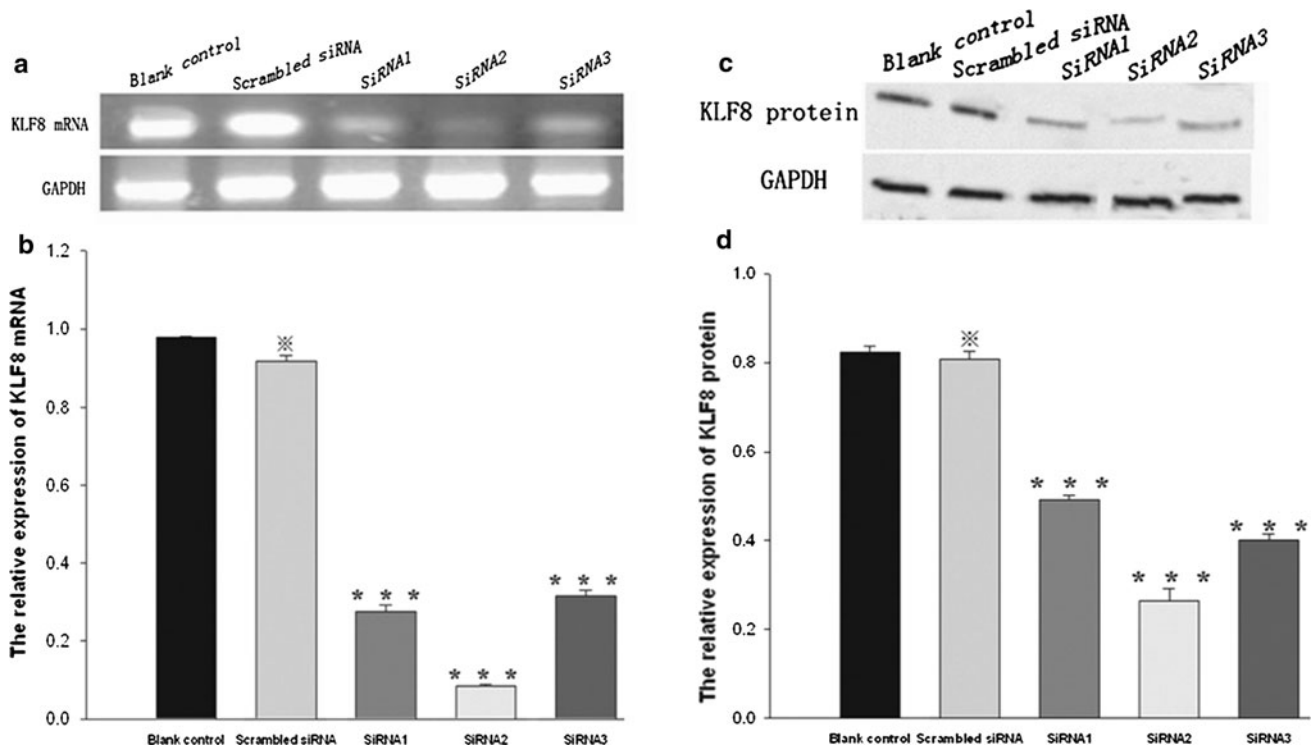 a
Blank control
Scrambled siRNA
SiRNA1
SiRNA2
SiRNA3
KLF8 mRNA
GAPDH
b
The relative expression of KLF8 mRNA
1.2
1.0
0.8
0.6
0.4
0.2
0.0
※
* * *
* * *
* * *
Blank control
Scrambled siRNA
SiRNA1
SiRNA2
SiRNA3
c
Blank control
Scrambled siRNA
SiRNA1
SiRNA2
SiRNA3
KLF8 protein
GAPDH
d
The relative expression of KLF8 protein
1.0
0.8
0.6
0.4
0.2
0.0
※
* * *
* * *
* * *
Blank control
Scrambled siRNA
SiRNA1
SiRNA2
SiRNA3